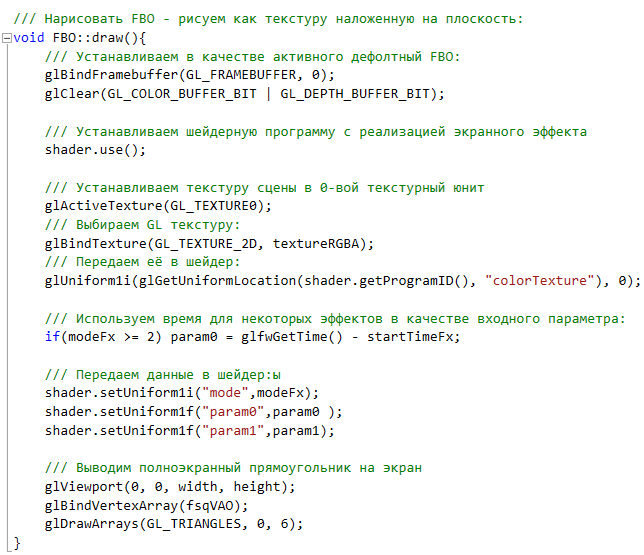 /// Нарисовать FBO - рисуем как текстуру наложенную на плоскость:
void FBO::draw(){
/// Устанавливаем в качестве активного дефолтный FBO:
glBindFramebuffer(GL_FRAMEBUFFER, 0);
glClear(GL_COLOR_BUFFER_BIT | GL_DEPTH_BUFFER_BIT);
/// Устанавливаем шейдерную программу с реализацией экранного эффекта
shader.use();
/// Устанавливаем текстуру сцены в 0-вой текстурный юнит
glActiveTexture(GL_TEXTURE0);
/// Выбираем GL текстуру:
glBindTexture(GL_TEXTURE_2D, textureRGBA);
/// Передаем её в шейдер:
glUniform1i(glGetUniformLocation(shader.getProgramID(), "colorTexture"), 0);
/// Используем время для некоторых эффектов в качестве входного параметра:
if(modeFx >= 2) param0 = glfwGetTime() - startTimeFx;
/// Передаем данные в шейдер:ы
shader.setUniform1i("mode",modeFx);
shader.setUniform1f("param0",param0 );
shader.setUniform1f("param1",param1);
/// Выводим полноэкранный прямоугольник на экран
glViewport(0, 0, width, height);
glBindVertexArray(fsqVAO);
glDrawArrays(GL_TRIANGLES, 0, 6);
}